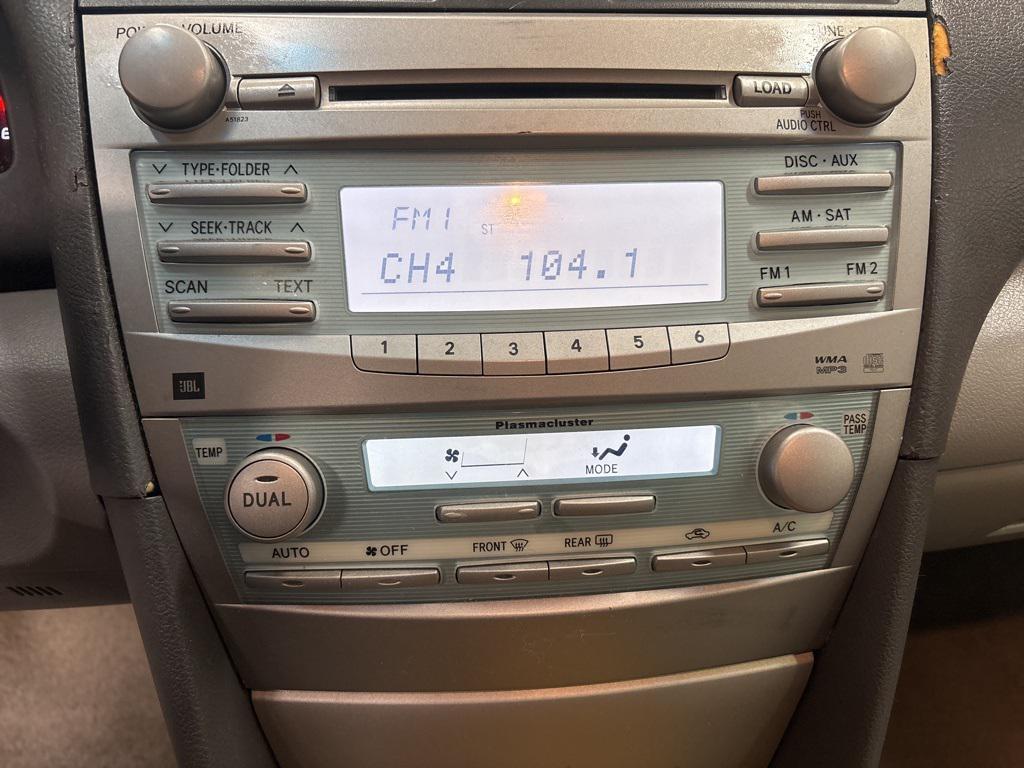 POWER VOLUME
TUNE
LOAD
A51823
PUSH
AUDIO CTRL
TYPE·FOLDER
DISC·AUX
SEEK·TRACK
AM·SAT
SCAN TEXT
FM1 FM2
FM1
ST
CH4 104.1
1 2 3 4 5 6
JBL
WMA
MP3
Plasmacluster
TEMP
PASS
TEMP
DUAL
MODE
AUTO
OFF
FRONT
REAR
A/C